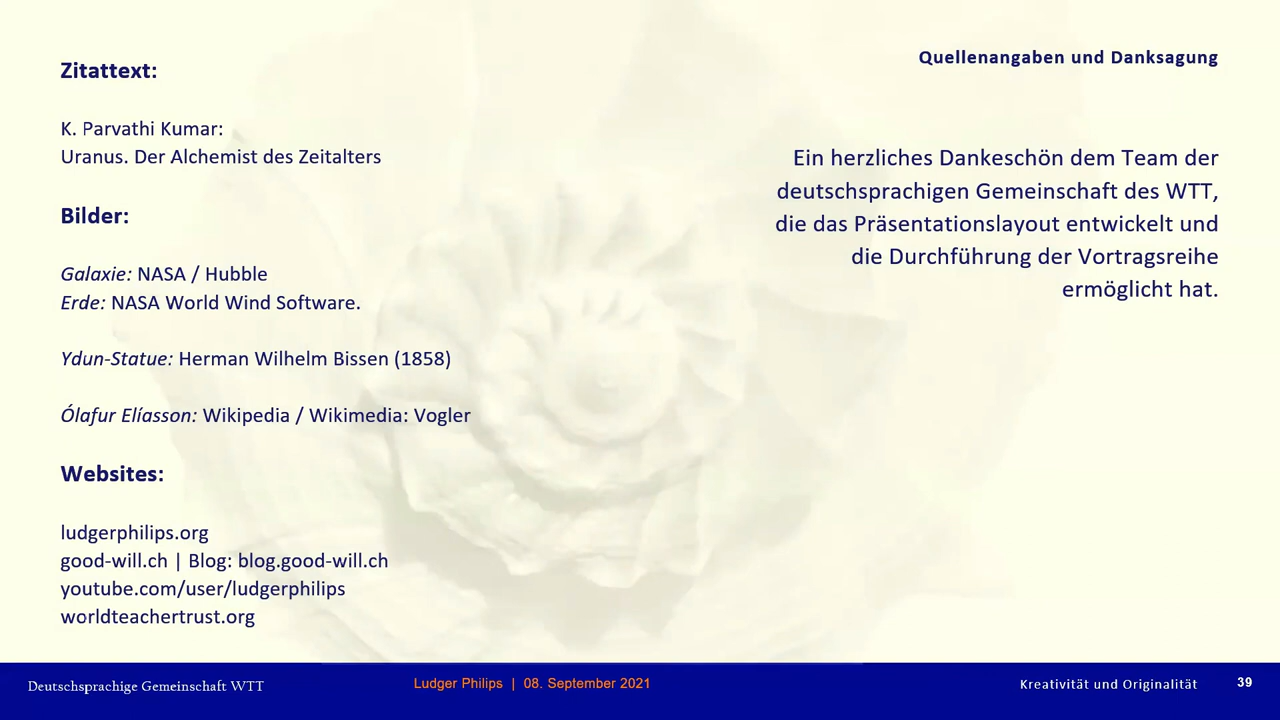 Quellenangaben und Danksagung
Zitattext:
K. Parvathi Kumar:
Uranus. Der Alchemist des Zeitalters
Bilder:
Galaxie: NASA / Hubble
Erde: NASA World Wind Software.
Ydun-Statue: Herman Wilhelm Bissen (1858)
Ólafur Elíasson: Wikipedia / Wikimedia: Vogler
Websites:
ludgerphilips.org
good-will.ch | Blog: blog.good-will.ch
youtube.com/user/ludgerphilips
worldteachertrust.org
Ein herzliches Dankeschön dem Team der
deutschsprachigen Gemeinschaft des WTT,
die das Präsentationslayout entwickelt und
die Durchführung der Vortragsreihe
ermöglicht hat.
Deutschsprachige Gemeinschaft WTT
Ludger Philips | 08. September 2021
Kreativität und Originalität
39